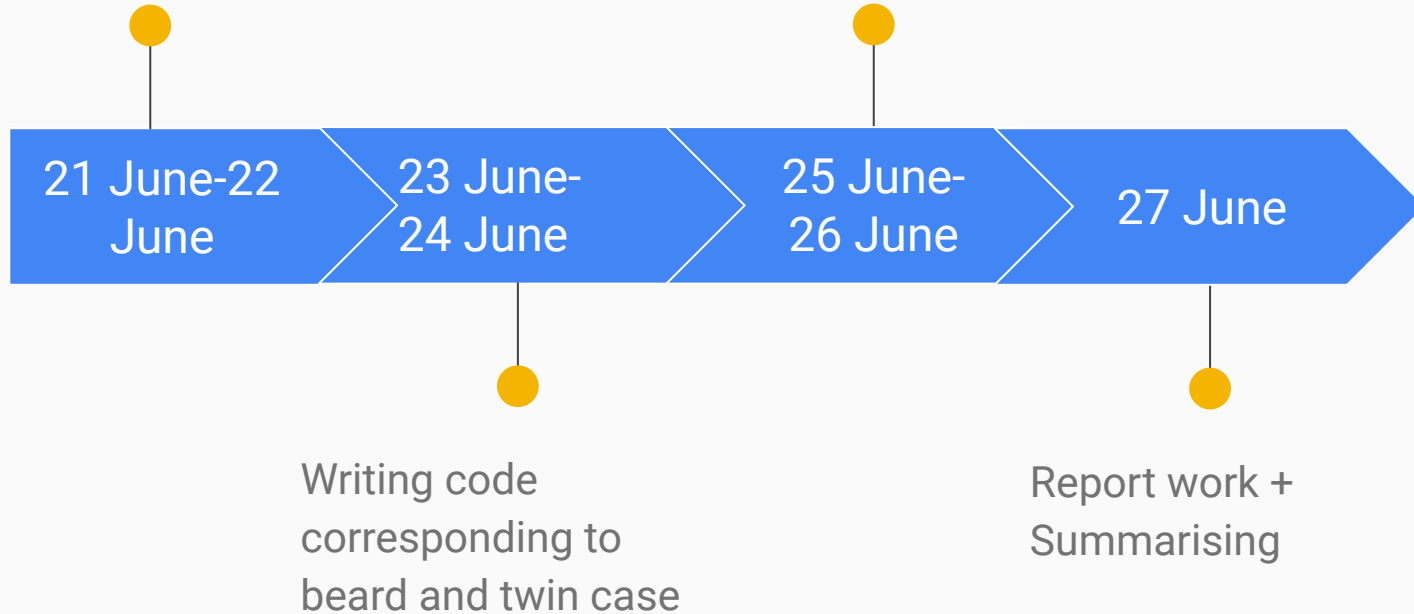 21 June-22
June
23 June-
24 June
25 June-
26 June
27 June
Writing code
corresponding to
beard and twin case
Report work +
Summarising